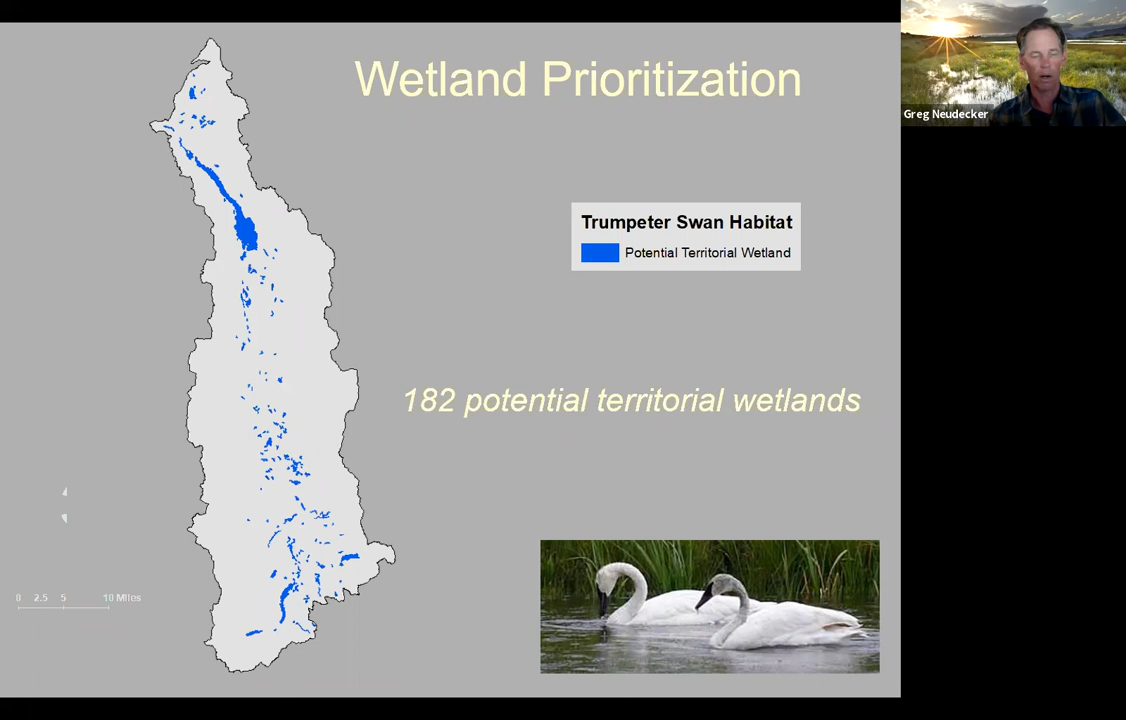 Wetland Prioritization
Greg Neudecker
Trumpeter Swan Habitat
Potential Territorial Wetland
182 potential territorial wetlands
0 2.5 5 10 Miles